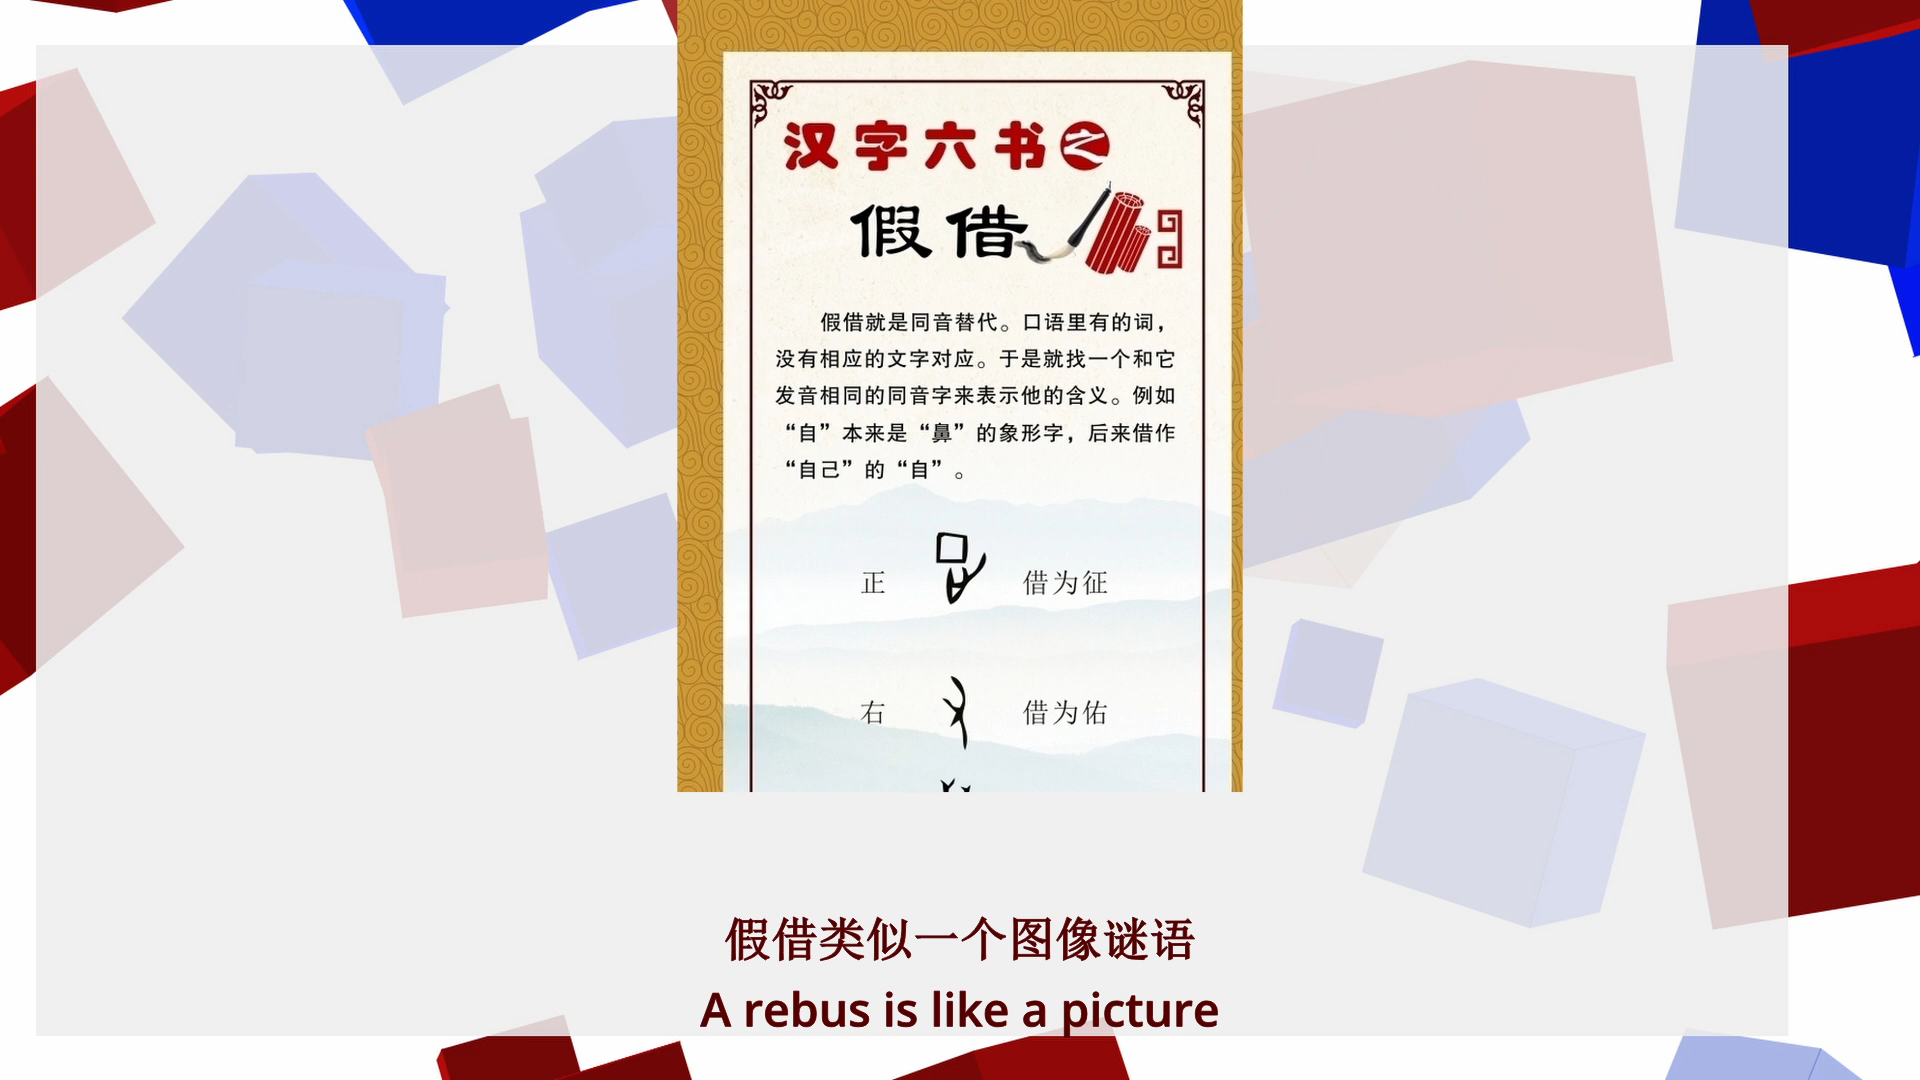 汉字六书之
假借
假借就是同音替代。口语里有的词，
没有相应的文字对应。于是就找一个和它
发音相同的同音字来表示他的含义。例如
“自”本来是“鼻”的象形字，后来借作
“自己”的“自”。
正 借为征
右 借为佑
假借类似一个图像谜语
A rebus is like a picture